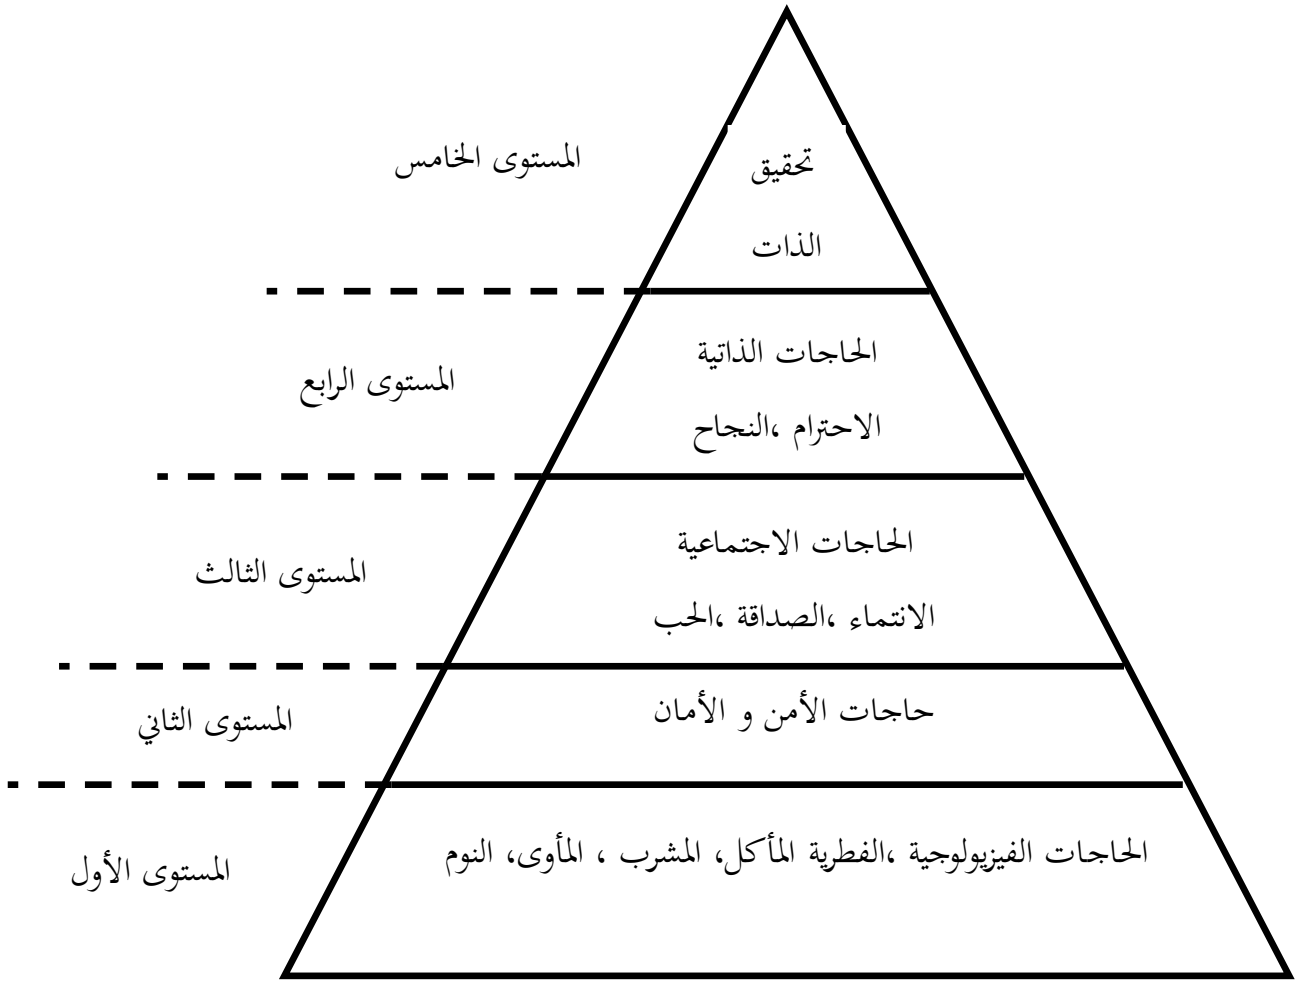 تحقيق
المستوى الخامس
الذات
الحاجات الذاتية
المستوى الرابع
الاحترام ،النجاح
الحاجات الاجتماعية
المستوى الثالث
الانتماء ،الصداقة ،الحب
حاجات الأمن و الأمان
المستوى الثاني
الحاجات الفيزيولوجية ،الفطرية المأكل، المشرب ، المأوى، النوم
المستوى الأول